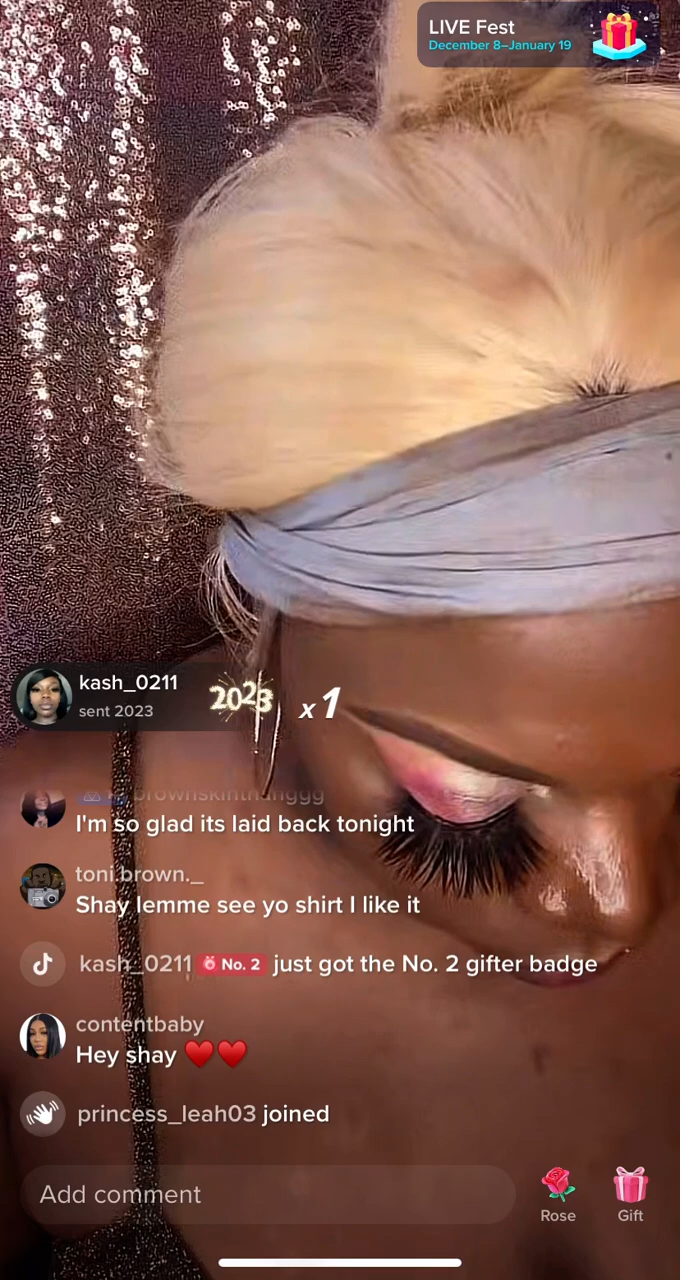 LIVE Fest
December 8–January 19
kash_0211
sent 2023
2023
x1
brownskinthanggg
I'm so glad its laid back tonight
toni.brown._
Shay lemme see yo shirt I like it
kash_0211 No. 2 just got the No. 2 gifter badge
contentbaby
Hey shay ❤️❤️
princess_leah03 joined
Add comment
Rose
Gift